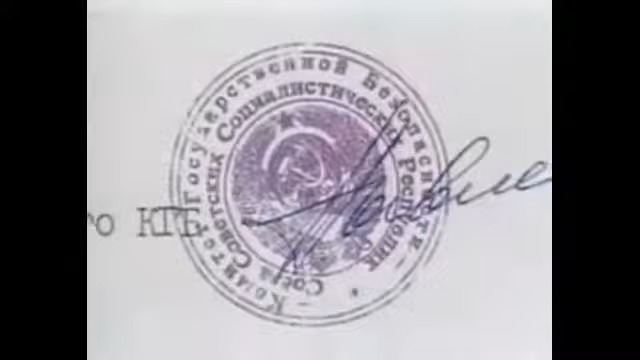 Комитет Государственной Безопасности
Союза Советских Социалистических Республик
го КГБ